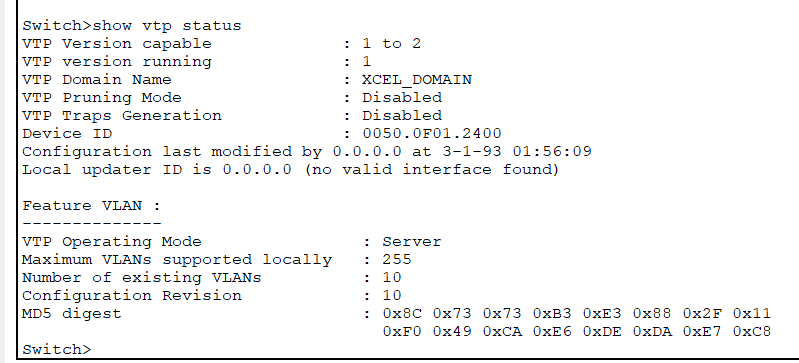 Switch>show vtp status
VTP Version capable : 1 to 2
VTP version running : 1
VTP Domain Name : XCEL_DOMAIN
VTP Pruning Mode : Disabled
VTP Traps Generation : Disabled
Device ID : 0050.0F01.2400
Configuration last modified by 0.0.0.0 at 3-1-93 01:56:09
Local updater ID is 0.0.0.0 (no valid interface found)
Feature VLAN :
--------------
VTP Operating Mode : Server
Maximum VLANs supported locally : 255
Number of existing VLANs : 10
Configuration Revision : 10
MD5 digest : 0x8C 0x73 0x73 0xB3 0xE3 0x88 0x2F 0x11
0xF0 0x49 0xCA 0xE6 0xDE 0xDA 0xE7 0xC8
Switch>